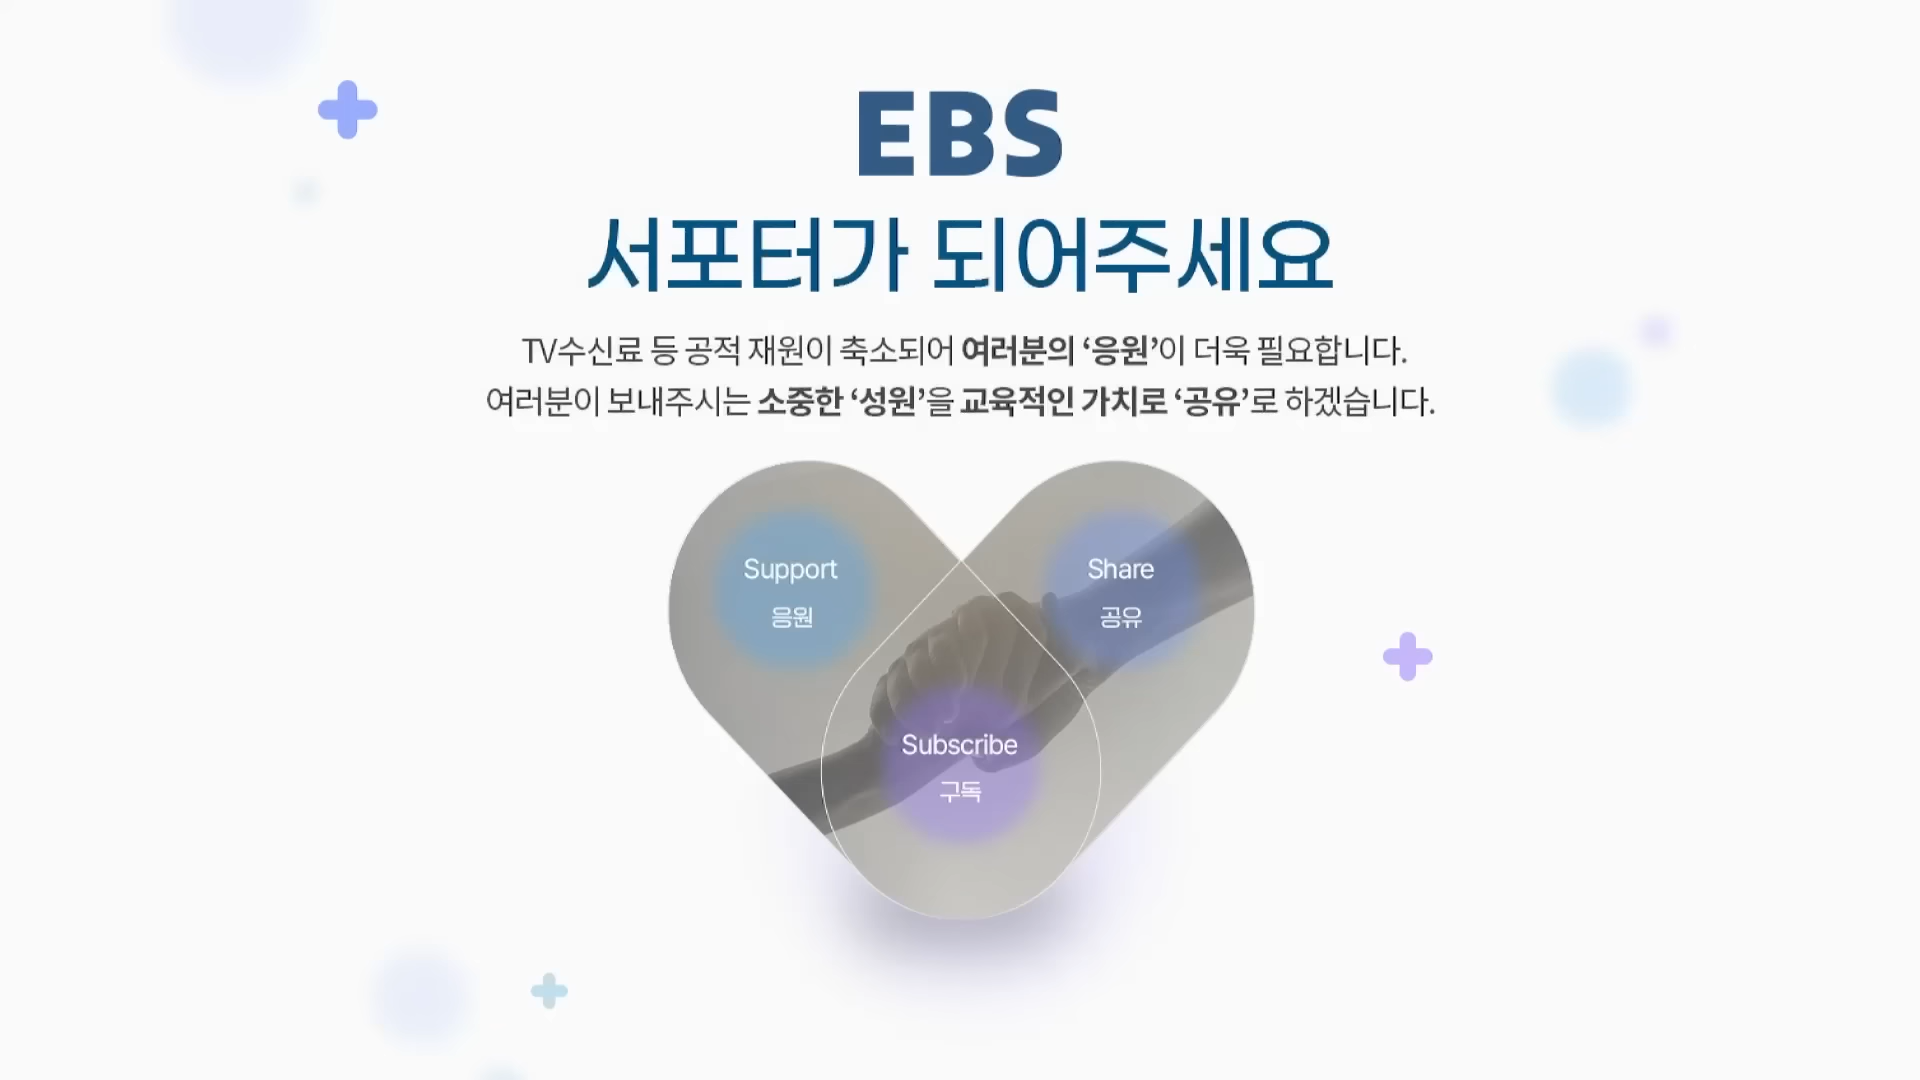 EBS
서포터가 되어주세요
TV수신료 등 공적 재원이 축소되어 여러분의 ‘응원’이 더욱 필요합니다.
여러분이 보내주시는 소중한 ‘성원’을 교육적인 가치로 ‘공유’로 하겠습니다.
Support
응원
Share
공유
Subscribe
구독